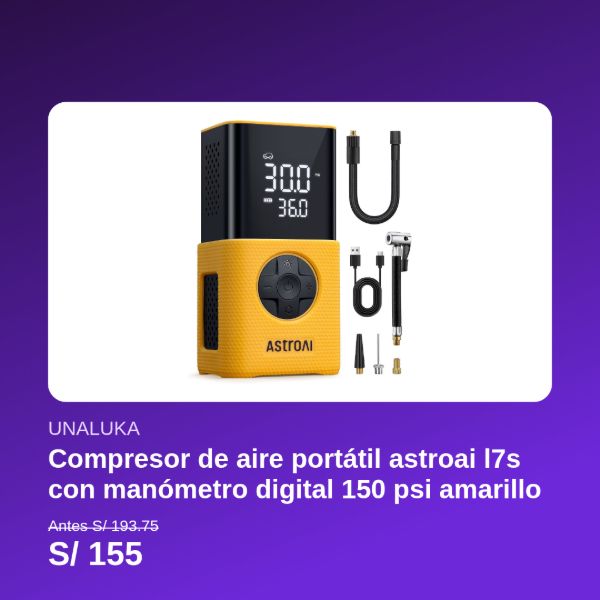 30.0
36.0
ASTROAI
UNALUKA
Compresor de aire portátil astroai l7s
con manómetro digital 150 psi amarillo
Antes S/ 193.75
S/ 155